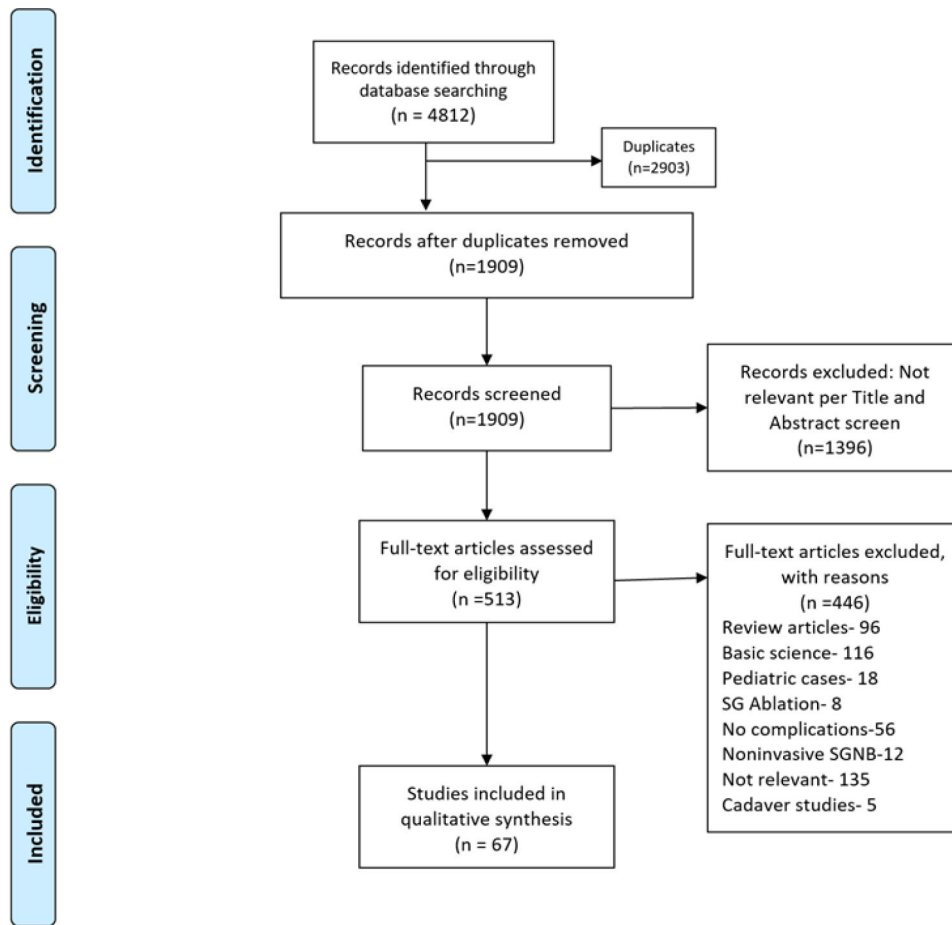 Identification
Records identified through
database searching
(n = 4812)
Duplicates
(n=2903)
Records after duplicates removed
(n=1909)
Screening
Records screened
(n=1909)
Records excluded: Not
relevant per Title and
Abstract screen
(n=1396)
Eligibility
Full-text articles assessed
for eligibility
(n =513)
Full-text articles excluded,
with reasons
(n =446)
Review articles- 96
Basic science- 116
Pediatric cases- 18
SG Ablation- 8
No complications-56
Noninvasive SGNB-12
Not relevant- 135
Cadaver studies- 5
Included
Studies included in
qualitative synthesis
(n = 67)